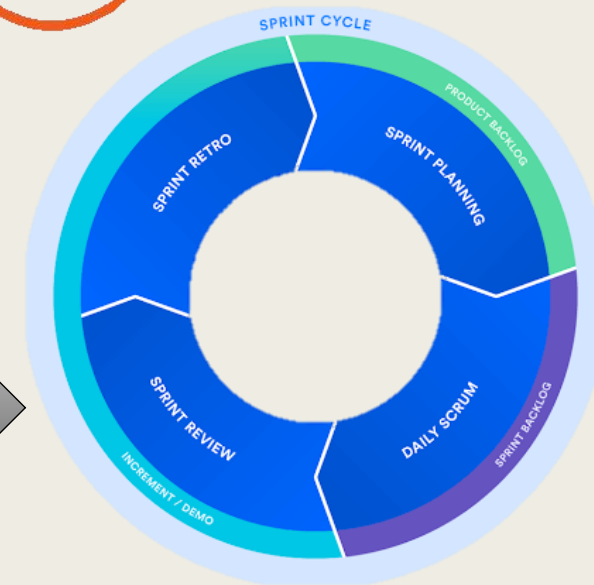 SPRINT CYCLE
PRODUCT BACKLOG
SPRINT PLANNING
SPRINT RETRO
DAILY SCRUM
SPRINT BACKLOG
SPRINT REVIEW
INCREMENT / DEMO